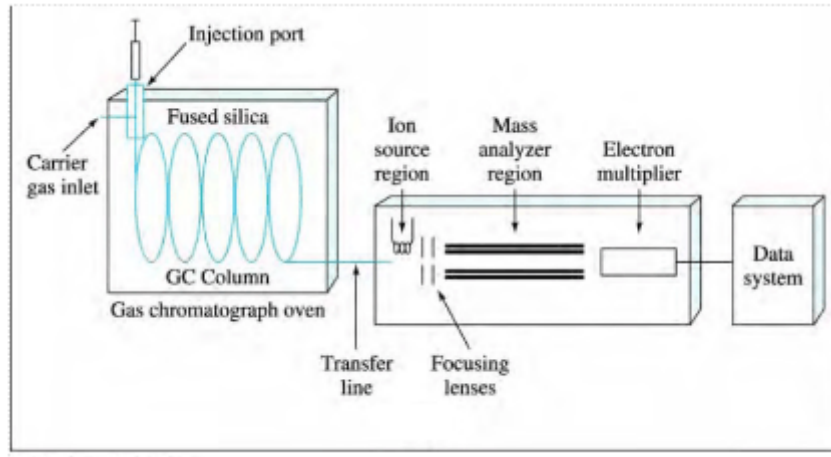 Injection port
Fused silica
Carrier
gas inlet
GC Column
Gas chromatograph oven
Ion
source
region
Mass
analyzer
region
Electron
multiplier
Data
system
Transfer
line
Focusing
lenses